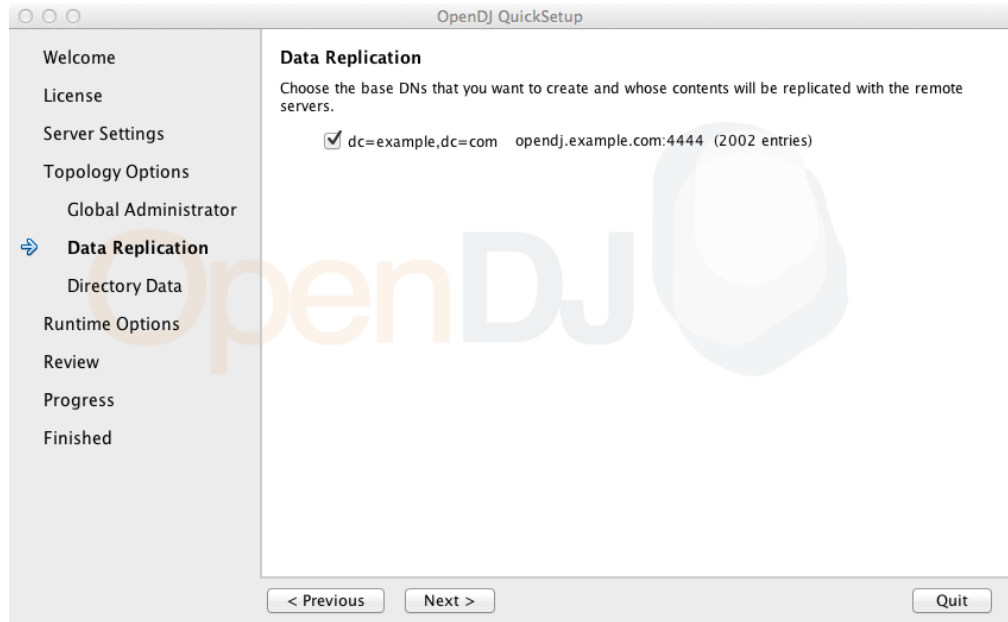 OpenDJ QuickSetup
Welcome
License
Server Settings
Topology Options
Global Administrator
Data Replication
Directory Data
Runtime Options
Review
Progress
Finished
Data Replication
Choose the base DNs that you want to create and whose contents will be replicated with the remote
servers.
dc=example,dc=com opendj.example.com:4444 (2002 entries)
OpenDJ
< Previous Next > Quit